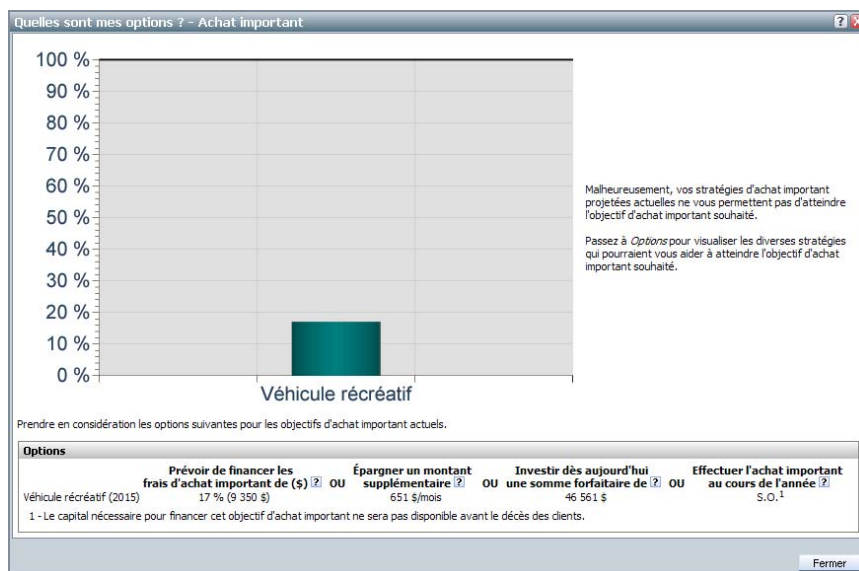 Quelles sont mes options ? - Achat important
100 %
90 %
80 %
70 %
60 %
50 %
40 %
30 %
20 %
10 %
0 %
Véhicule récréatif
Malheureusement, vos stratégies d'achat important
projetées actuelles ne vous permettent pas d'atteindre
l'objectif d'achat important souhaité.
Passez à Options pour visualiser les diverses stratégies
qui pourraient vous aider à atteindre l'objectif d'achat
important souhaité.
Prendre en considération les options suivantes pour les objectifs d'achat important actuels.
Options
Prévoir de financer les frais d'achat important de ($) ? OU Épargner un montant supplémentaire ? OU Investir dès aujourd'hui une somme forfaitaire de ? OU Effectuer l'achat important au cours de l'année ?
Véhicule récréatif (2015) 17 % (9 350 $) 651 $/mois 46 561 $ S.O.1
1 - Le capital nécessaire pour financer cet objectif d'achat important ne sera pas disponible avant le décès des clients.
Fermer